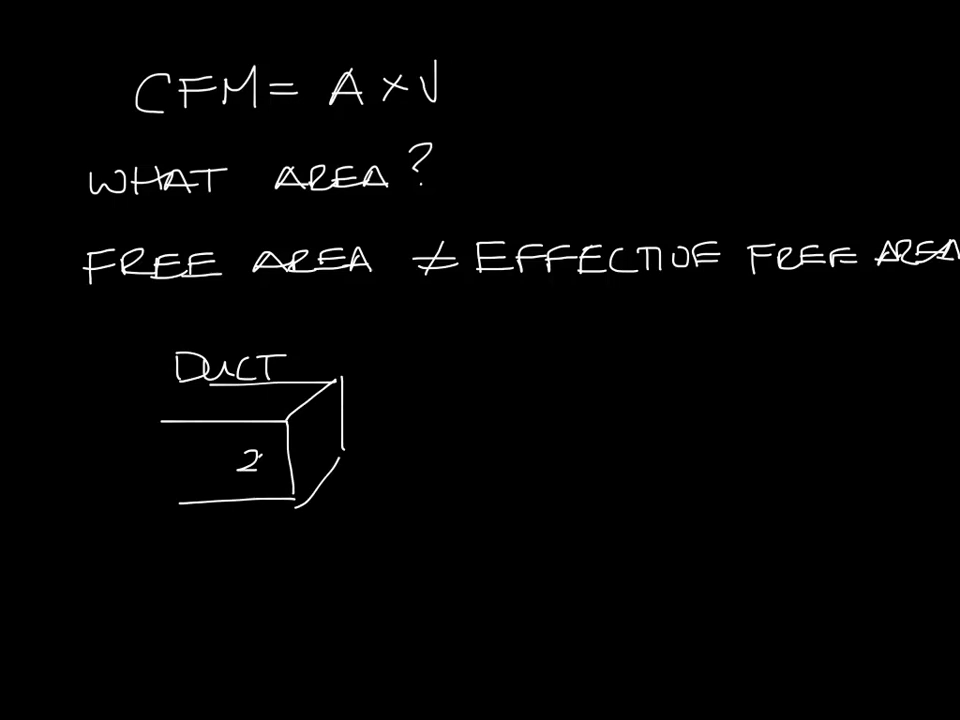 CFM = A × V
WHAT AREA?
FREE AREA ≠ EFFECTIVE FREE AREA
DUCT
2